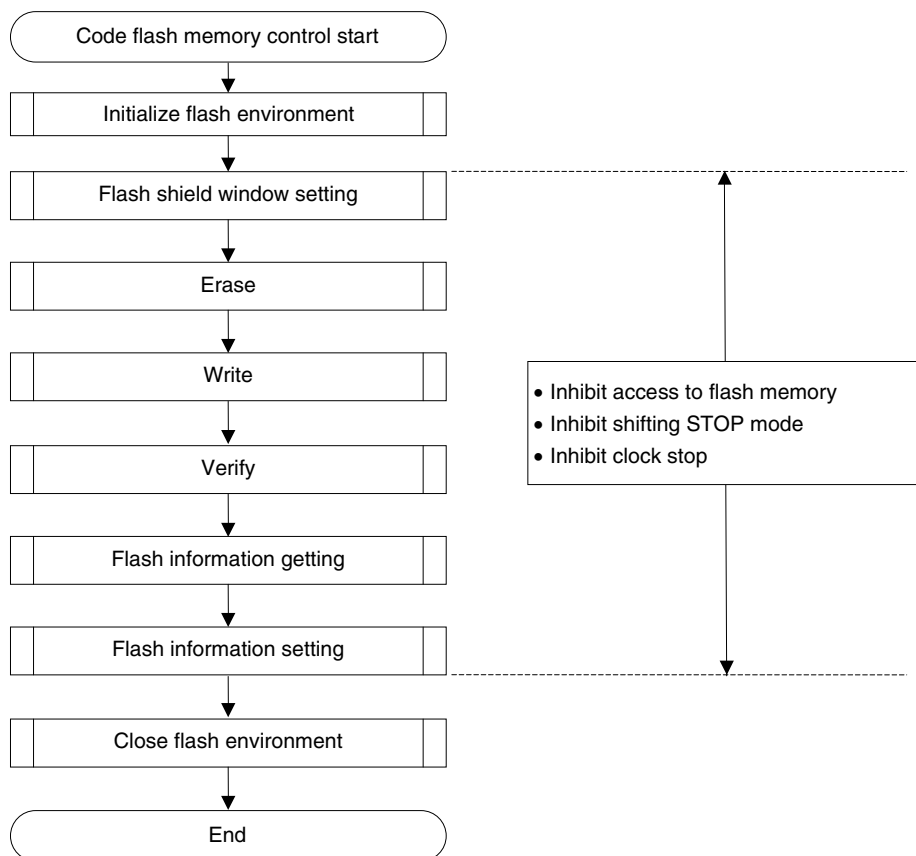 Code flash memory control start
Initialize flash environment
Flash shield window setting
Erase
Write
Verify
Flash information getting
Flash information setting
Close flash environment
End
• Inhibit access to flash memory
• Inhibit shifting STOP mode
• Inhibit clock stop